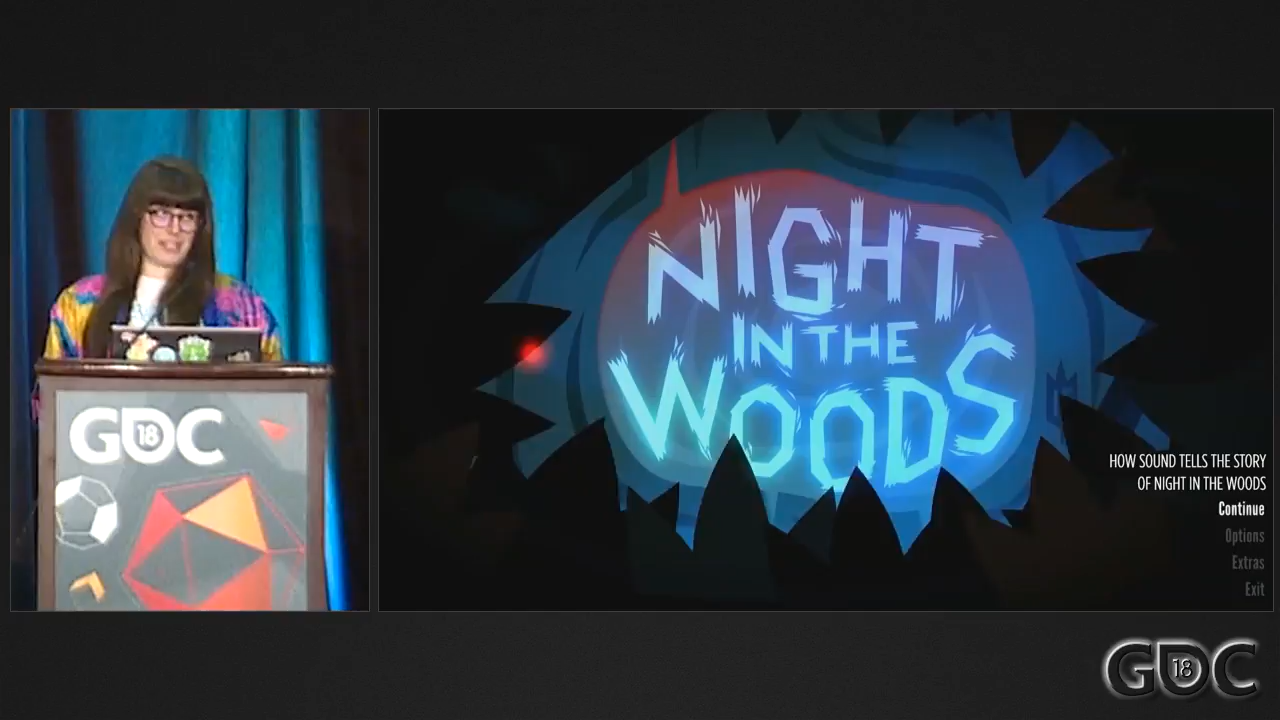 GDC
18
NIGHT
IN THE
WOODS
HOW SOUND TELLS THE STORY
OF NIGHT IN THE WOODS
Continue
Options
Extras
Exit
GDC
18